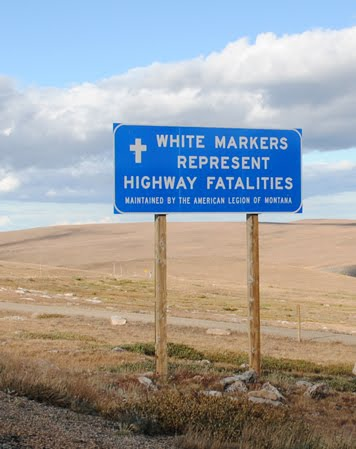 WHITE MARKERS
REPRESENT
HIGHWAY FATALITIES
MAINTAINED BY THE AMERICAN LEGION OF MONTANA